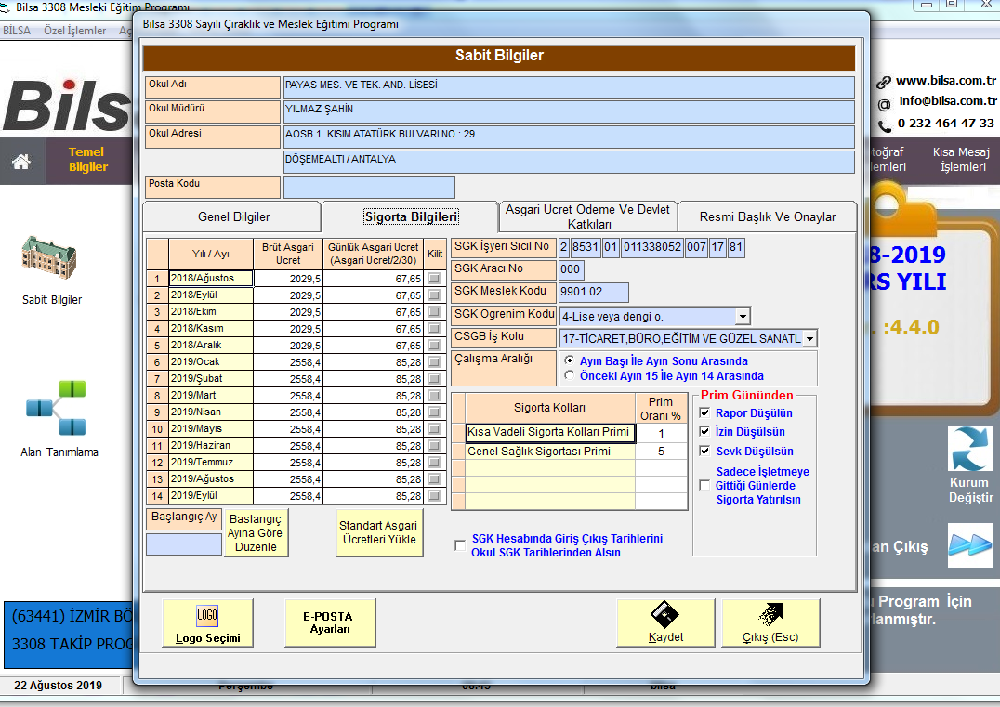 Bilsa 3308 Mesleki Eğitim Programı
BİLSA Özel İşlemler
Bilsa 3308 Sayılı Çıraklık ve Meslek Eğitimi Programı
Sabit Bilgiler
Okul Adı PAYAS MES. VE TEK. AND. LİSESİ
Okul Müdürü YILMAZ ŞAHİN
Okul Adresi AOSB 1. KISIM ATATÜRK BULVARI NO : 29
DÖŞEMEALTI / ANTALYA
Posta Kodu
Bils
www.bilsa.com.tr
info@bilsa.com.tr
0 232 464 47 33
Temel
Bilgiler
Kısa Mesaj
İşlemleri
Sabit Bilgiler
Alan Tanımlama
Genel Bilgiler
Sigorta Bilgileri
Asgari Ücret Ödeme Ve Devlet
Katkıları
Resmi Başlık Ve Onaylar
Yılı / Ayı Brüt Asgari Ücret Günlük Asgari Ücret (Asgari Ücret/2/30) Kilit
1 2018/Ağustos 2029,5 67,65
2 2018/Eylül 2029,5 67,65
3 2018/Ekim 2029,5 67,65
4 2018/Kasım 2029,5 67,65
5 2018/Aralık 2029,5 67,65
6 2019/Ocak 2558,4 85,28
7 2019/Şubat 2558,4 85,28
8 2019/Mart 2558,4 85,28
9 2019/Nisan 2558,4 85,28
10 2019/Mayıs 2558,4 85,28
11 2019/Haziran 2558,4 85,28
12 2019/Temmuz 2558,4 85,28
13 2019/Ağustos 2558,4 85,28
14 2019/Eylül 2558,4 85,28
Başlangıç Ay
Baslangıç
Ayına Göre
Düzenle
Standart Asgari
Ücretleri Yükle
SGK İşyeri Sicil No 2 8531 01 011338052 007 17 81
SGK Aracı No 000
SGK Meslek Kodu 9901.02
SGK Ogrenim Kodu 4-Lise veya dengi o.
CSGB İş Kolu 17-TİCARET,BÜRO,EĞİTİM VE GÜZEL SANATL
Çalışma Aralığı Ayın Başı İle Ayın Sonu Arasında
Önceki Ayın 15 İle Ayın 14 Arasında
Sigorta Kolları Prim Oranı %
Kısa Vadeli Sigorta Kolları Primi 1
Genel Sağlık Sigortası Primi 5
Prim Gününden
Rapor Düşülün
İzin Düşülsün
Sevk Düşülsün
Sadece İşletmeye
Gittiği Günlerde
Sigorta Yatırılsın
SGK Hesabında Giriş Çıkış Tarihlerini
Okul SGK Tarihlerinden Alsın
LOGO
Logo Seçimi
E-POSTA
Ayarları
Kaydet
Çıkış (Esc)
8-2019
YILI
:4.4.0
Kurum
Değiştir
Çıkış
Program İçin
(63441) İZMİR
3308 TAKİP
22 Ağustos 2019 Perşembe 08:45 bilsa